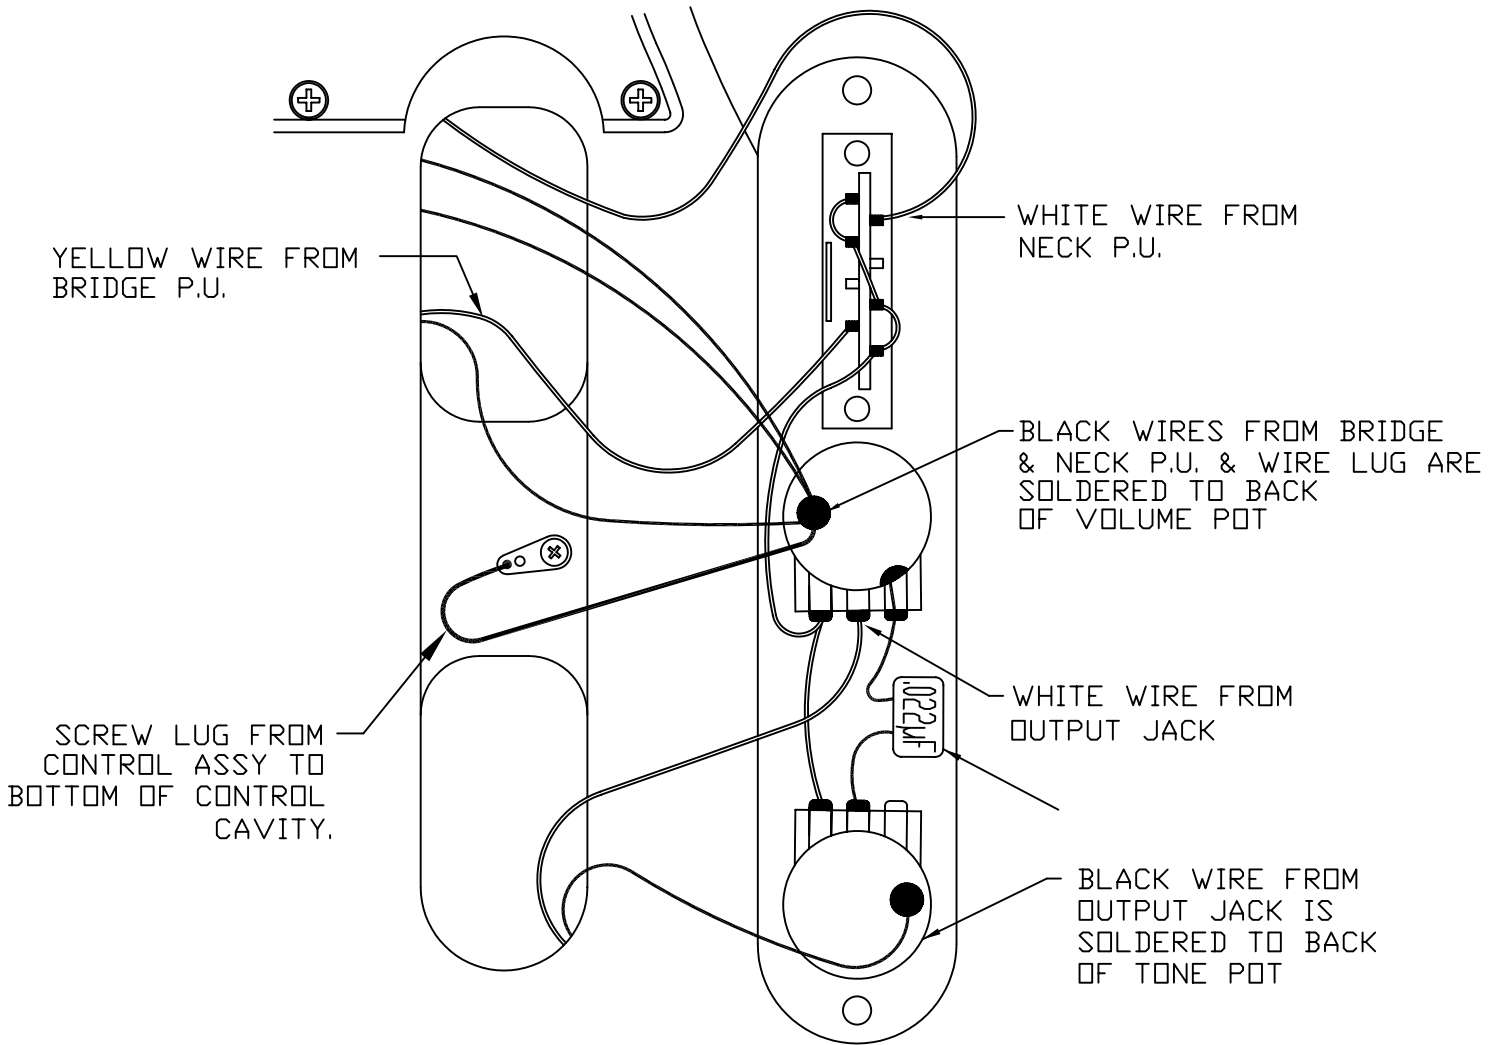 WHITE WIRE FROM
NECK P.U.
YELLOW WIRE FROM
BRIDGE P.U.
BLACK WIRES FROM BRIDGE
& NECK P.U. & WIRE LUG ARE
SOLDERED TO BACK
OF VOLUME POT
WHITE WIRE FROM
OUTPUT JACK
.022µF
SCREW LUG FROM
CONTROL ASSY TO
BOTTOM OF CONTROL
CAVITY.
BLACK WIRE FROM
OUTPUT JACK IS
SOLDERED TO BACK
OF TONE POT